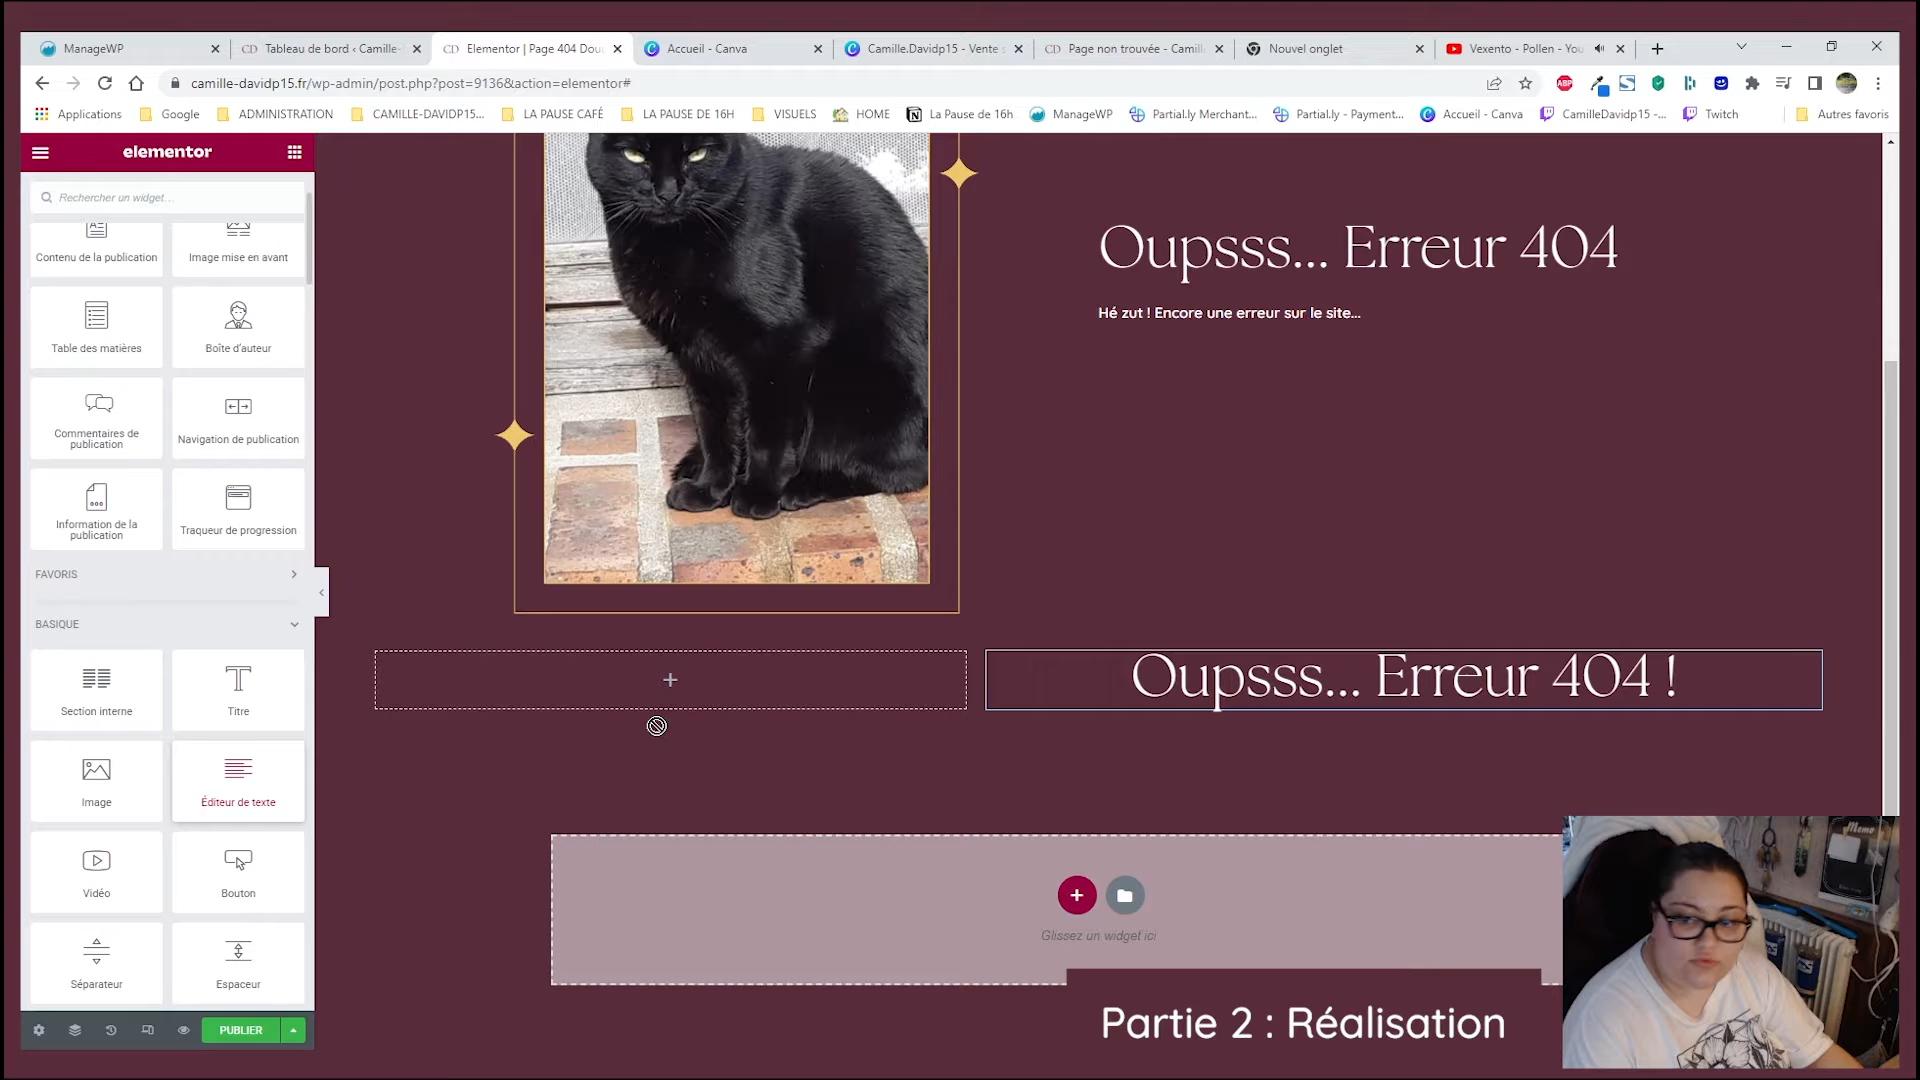 ManageWP
Tableau de bord ‹ Camille-
Elementor | Page 404 Dou
Accueil - Canva
Camille.Davidp15 - Vente s
Page non trouvée - Camill
Nouvel onglet
Vexento - Pollen - You
camille-davidp15.fr/wp-admin/post.php?post=9136&action=elementor#
Applications
Google
ADMINISTRATION
CAMILLE-DAVIDP15...
LA PAUSE CAFÉ
LA PAUSE DE 16H
VISUELS
HOME
La Pause de 16h
ManageWP
Partial.ly Merchant...
Partial.ly - Payment...
Accueil - Canva
CamilleDavidp15 -...
Twitch
Autres favoris
elementor
Rechercher un widget...
Contenu de la publication
Image mise en avant
Table des matières
Boîte d'auteur
Commentaires de
publication
Navigation de publication
Information de la
publication
Traqueur de progression
FAVORIS
BASIQUE
Section interne
Titre
Image
Éditeur de texte
Vidéo
Bouton
Séparateur
Espaceur
PUBLIER
Oupsss... Erreur 404
Hé zut ! Encore une erreur sur le site...
Oupsss... Erreur 404 !
Glissez un widget ici
Partie 2 : Réalisation
Memo